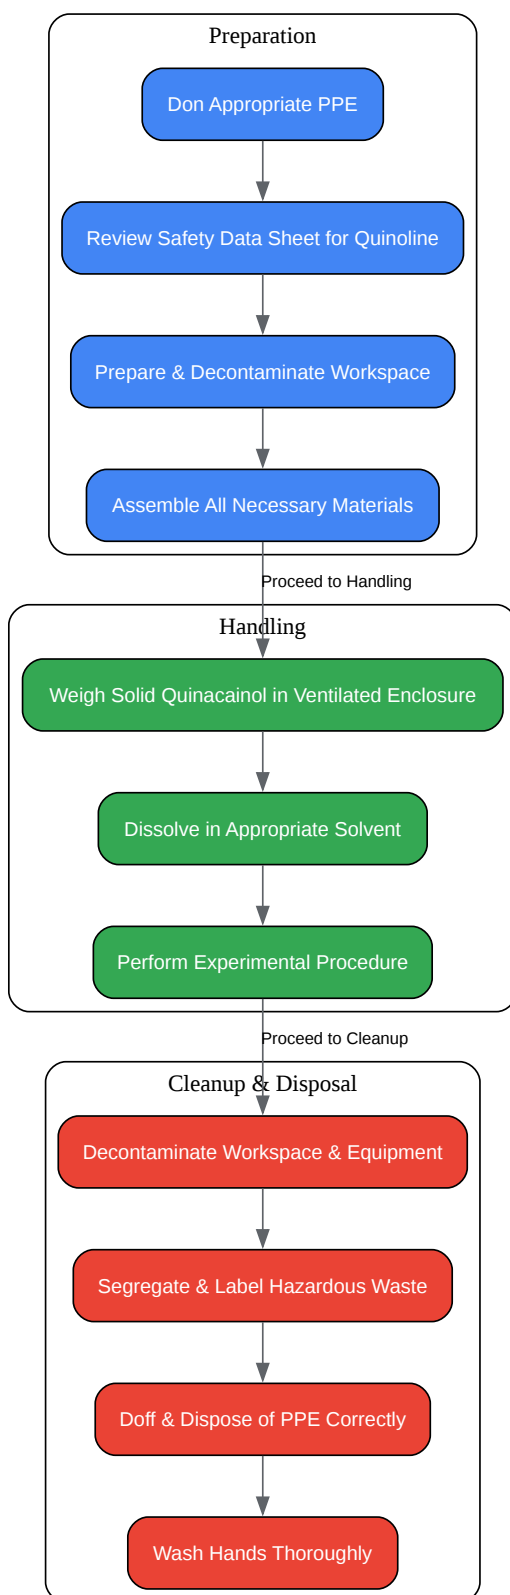 Preparation
Don Appropriate PPE
Review Safety Data Sheet for Quinoline
Prepare & Decontaminate Workspace
Assemble All Necessary Materials
Proceed to Handling
Handling
Weigh Solid Quinacainol in Ventilated Enclosure
Dissolve in Appropriate Solvent
Perform Experimental Procedure
Proceed to Cleanup
Cleanup & Disposal
Decontaminate Workspace & Equipment
Segregate & Label Hazardous Waste
Doff & Dispose of PPE Correctly
Wash Hands Thoroughly